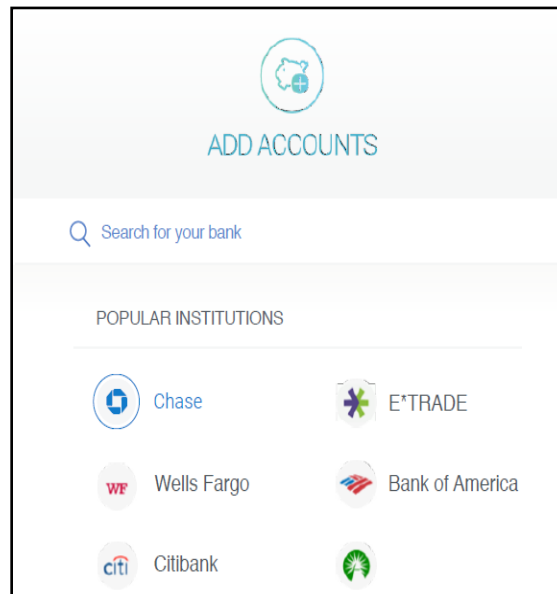 ADD ACCOUNTS
Search for your bank
POPULAR INSTITUTIONS
Chase
E*TRADE
WF
Wells Fargo
Bank of America
citi
Citibank